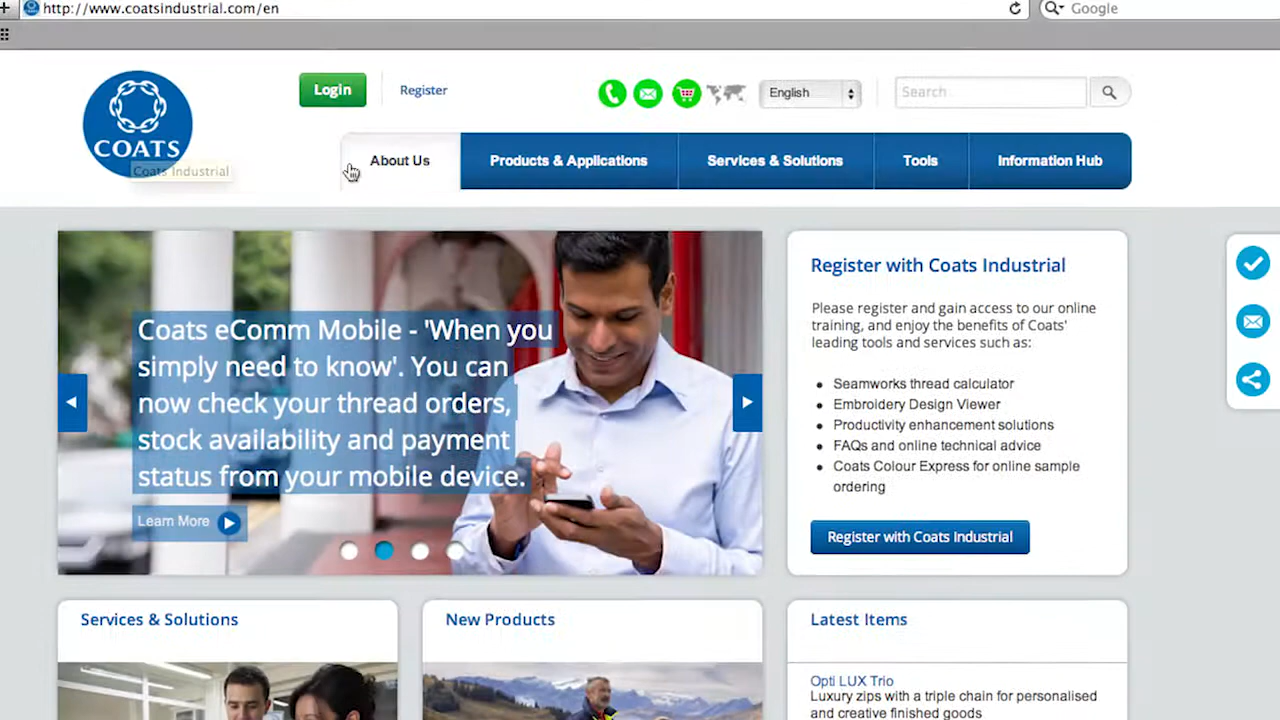 http://www.coatsindustrial.com/en
Google
COATS
Coats Industrial
Login
Register
English
Search
About Us
Products & Applications
Services & Solutions
Tools
Information Hub
Coats eComm Mobile - 'When you
simply need to know'. You can
now check your thread orders,
stock availability and payment
status from your mobile device.
Learn More
Register with Coats Industrial
Please register and gain access to our online
training, and enjoy the benefits of Coats'
leading tools and services such as:
Seamworks thread calculator
Embroidery Design Viewer
Productivity enhancement solutions
FAQs and online technical advice
Coats Colour Express for online sample
ordering
Register with Coats Industrial
Services & Solutions
New Products
Latest Items
Opti LUX Trio
Luxury zips with a triple chain for personalised
and creative finished goods